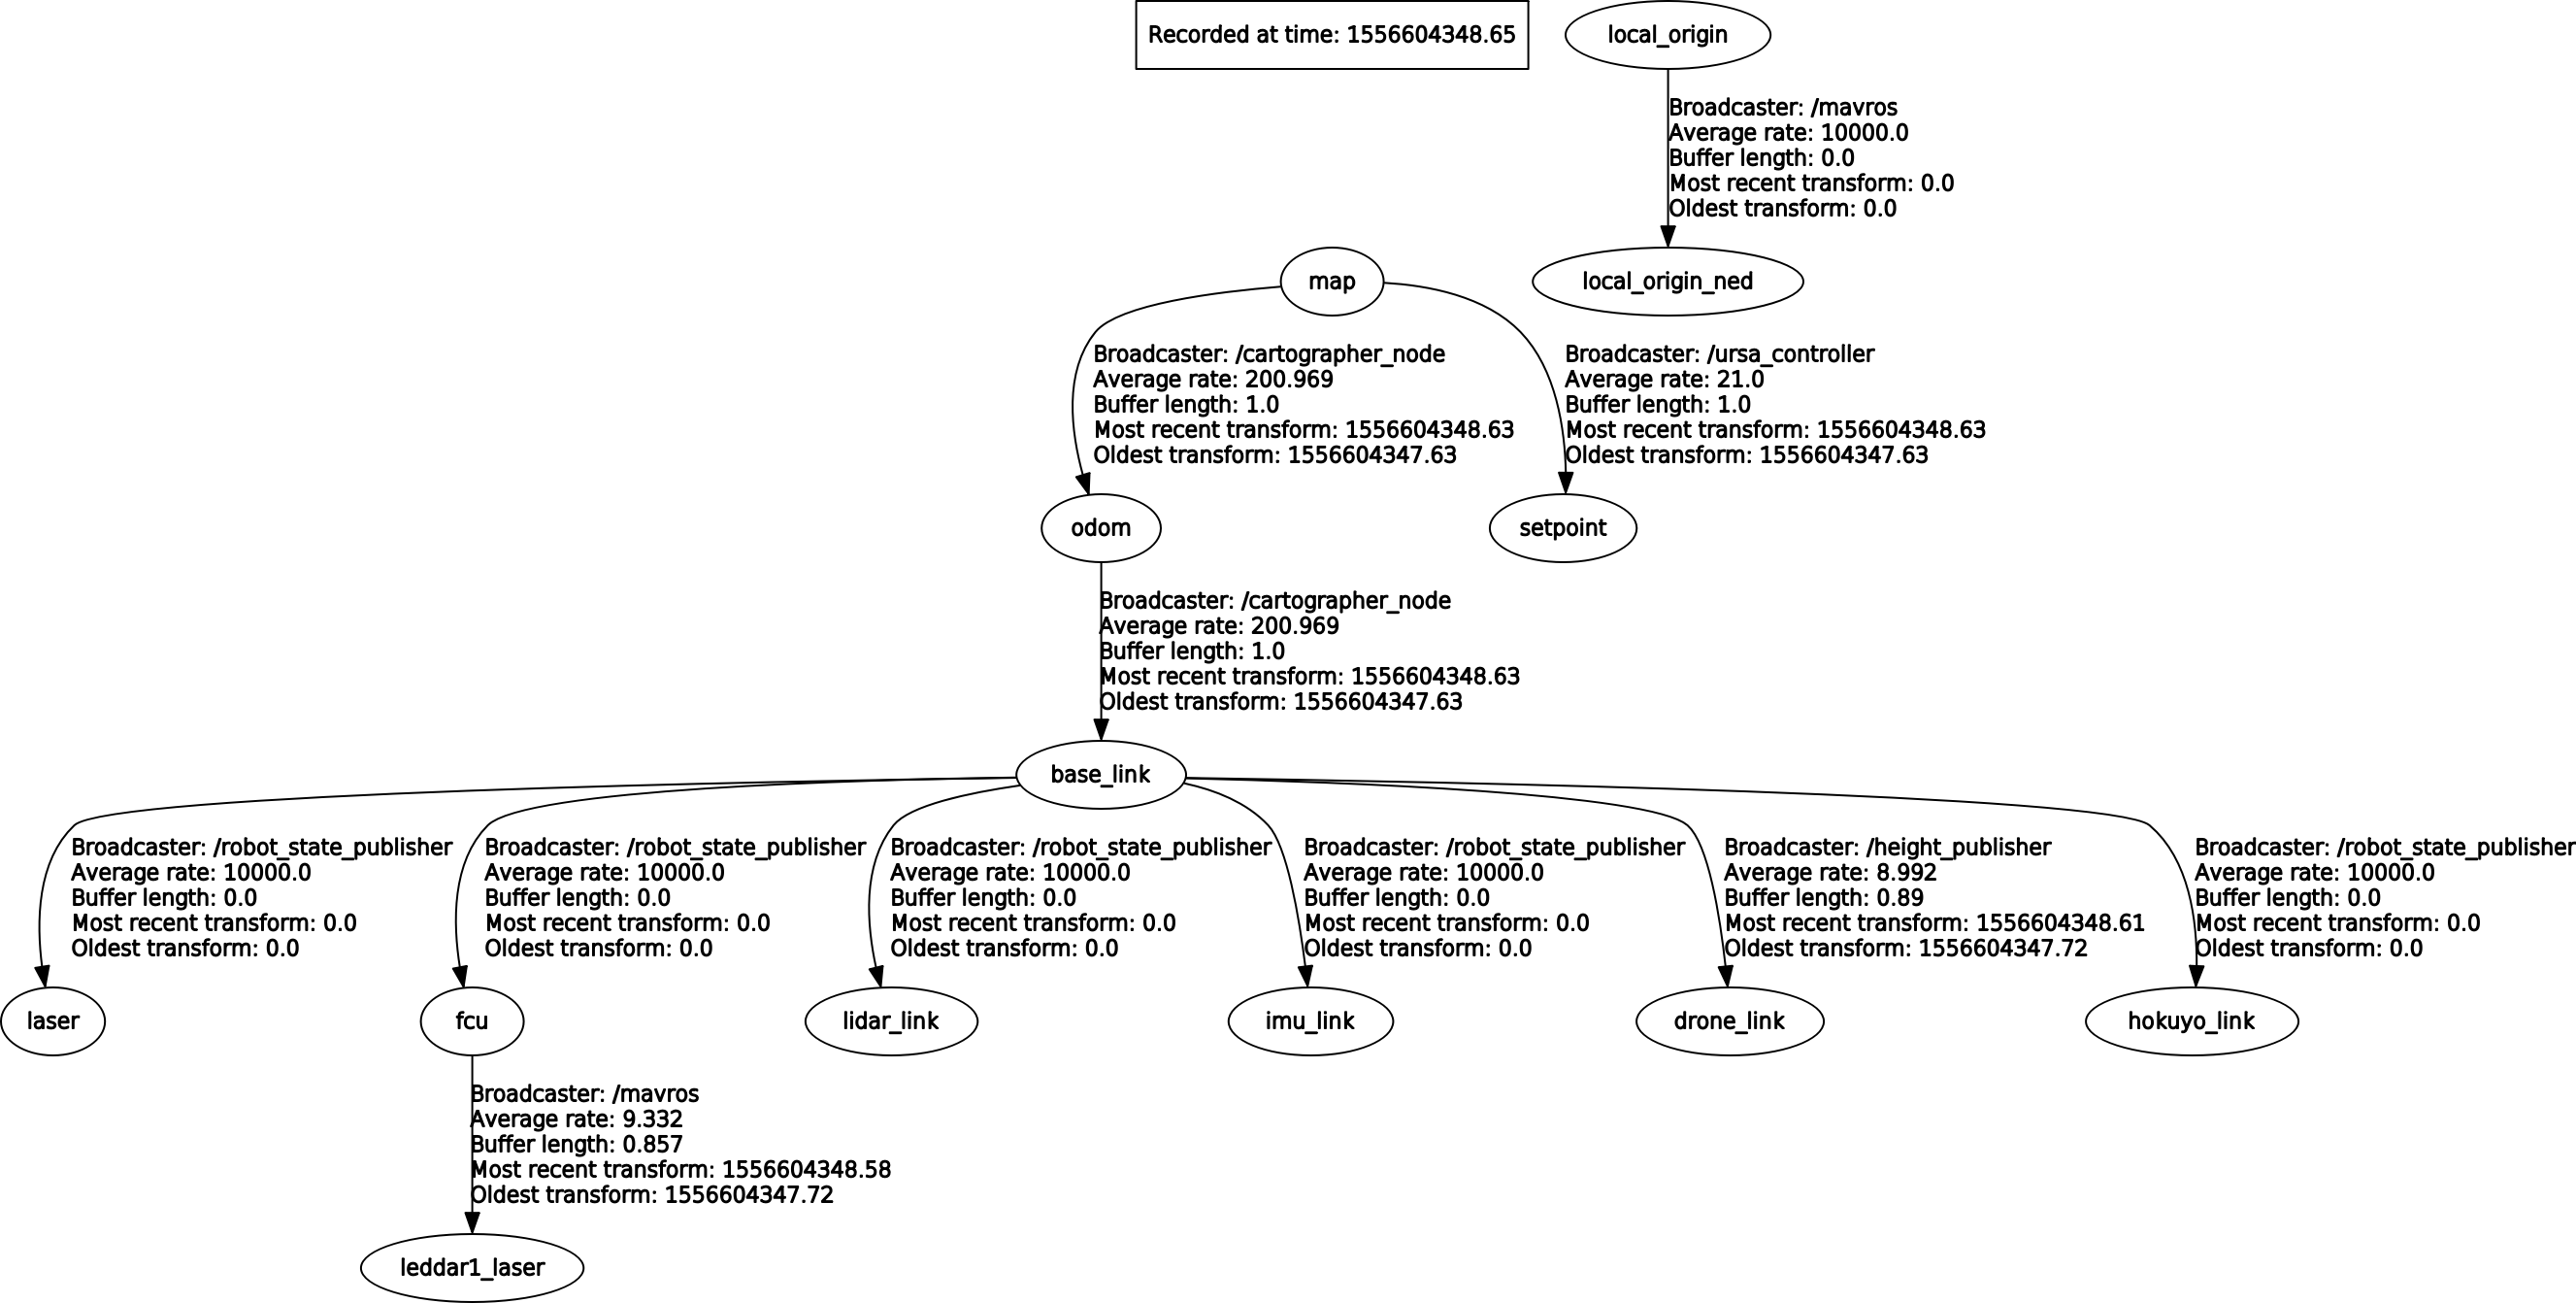 Recorded at time: 1556604348.65
local_origin
Broadcaster: /mavros
Average rate: 10000.0
Buffer length: 0.0
Most recent transform: 0.0
Oldest transform: 0.0
map
local_origin_ned
Broadcaster: /cartographer_node
Average rate: 200.969
Buffer length: 1.0
Most recent transform: 1556604348.63
Oldest transform: 1556604347.63
Broadcaster: /ursa_controller
Average rate: 21.0
Buffer length: 1.0
Most recent transform: 1556604348.63
Oldest transform: 1556604347.63
odom
setpoint
Broadcaster: /cartographer_node
Average rate: 200.969
Buffer length: 1.0
Most recent transform: 1556604348.63
Oldest transform: 1556604347.63
base_link
Broadcaster: /robot_state_publisher
Average rate: 10000.0
Buffer length: 0.0
Most recent transform: 0.0
Oldest transform: 0.0
Broadcaster: /robot_state_publisher
Average rate: 10000.0
Buffer length: 0.0
Most recent transform: 0.0
Oldest transform: 0.0
Broadcaster: /robot_state_publisher
Average rate: 10000.0
Buffer length: 0.0
Most recent transform: 0.0
Oldest transform: 0.0
Broadcaster: /robot_state_publisher
Average rate: 10000.0
Buffer length: 0.0
Most recent transform: 0.0
Oldest transform: 0.0
Broadcaster: /height_publisher
Average rate: 8.992
Buffer length: 0.89
Most recent transform: 1556604348.61
Oldest transform: 1556604347.72
Broadcaster: /robot_state_publisher
Average rate: 10000.0
Buffer length: 0.0
Most recent transform: 0.0
Oldest transform: 0.0
laser
fcu
lidar_link
imu_link
drone_link
hokuyo_link
Broadcaster: /mavros
Average rate: 9.332
Buffer length: 0.857
Most recent transform: 1556604348.58
Oldest transform: 1556604347.72
leddar1_laser